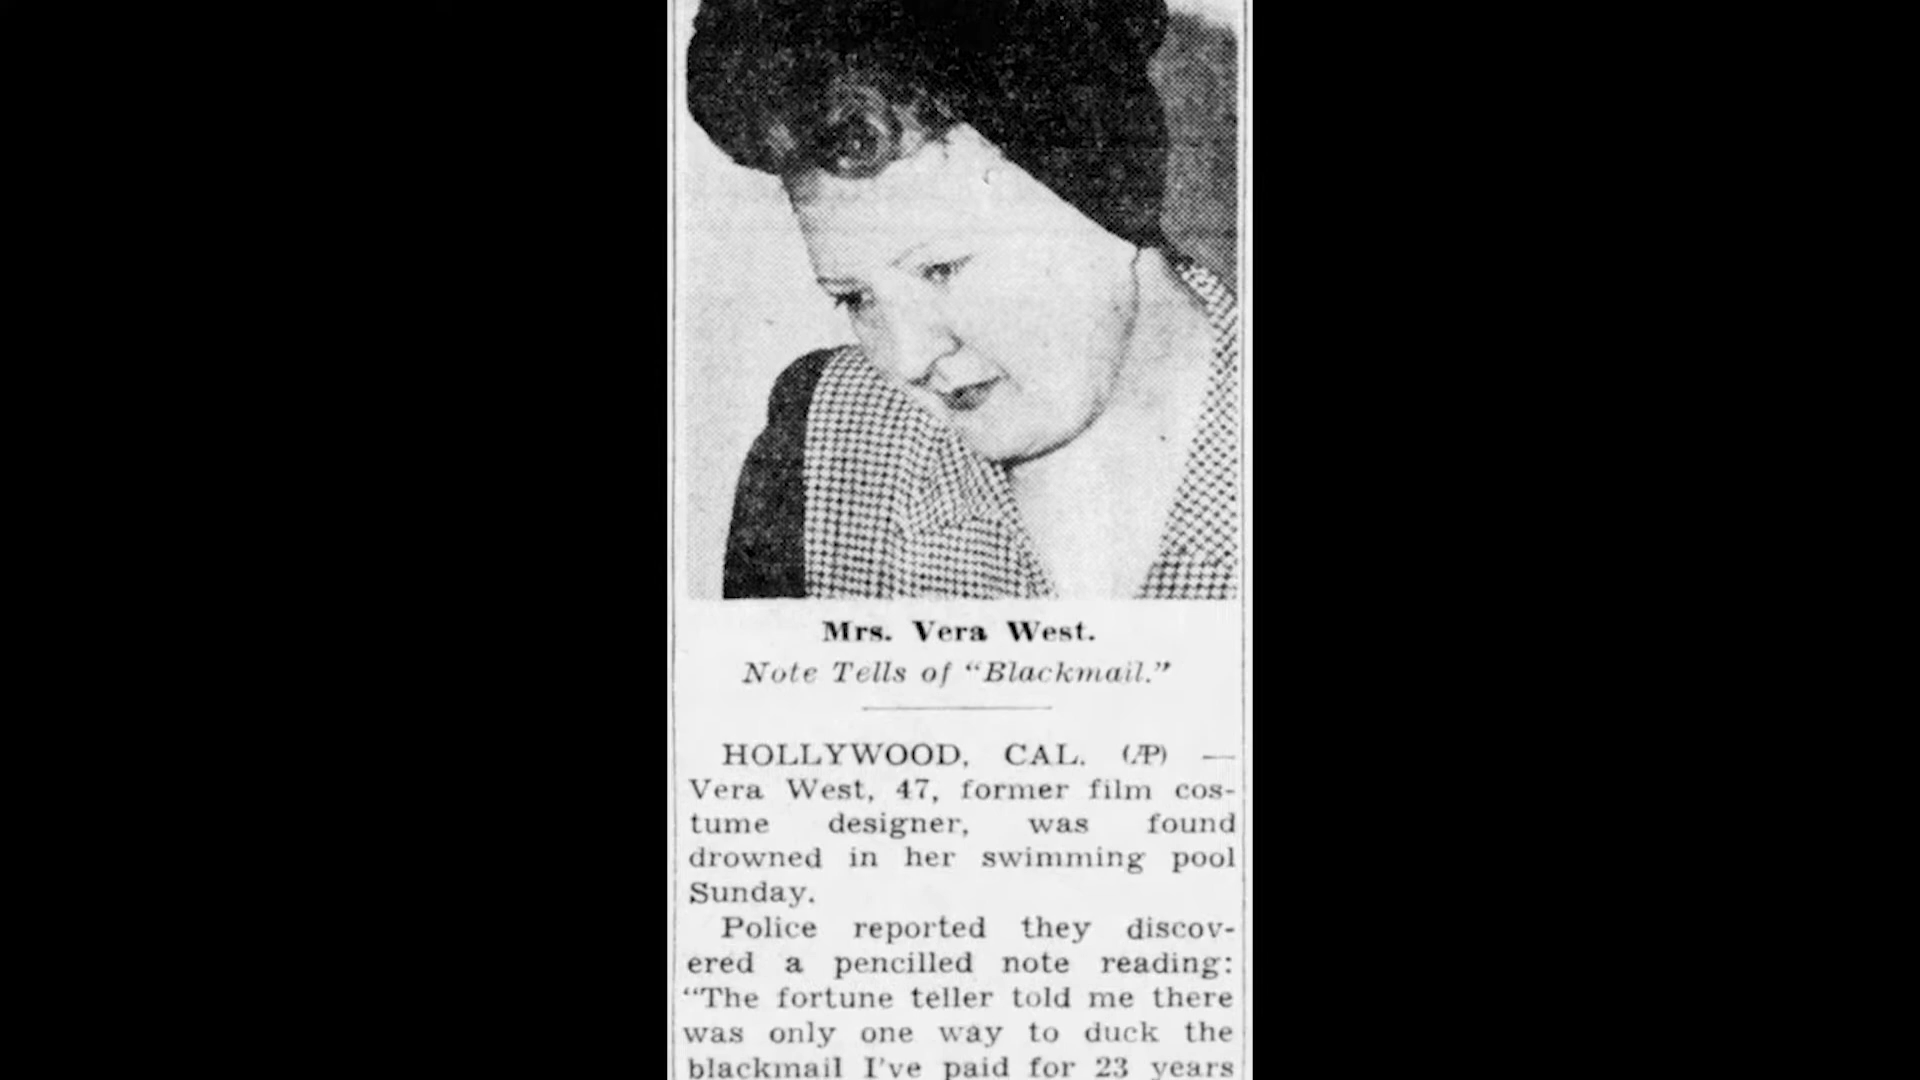 Mrs. Vera West.
Note Tells of “Blackmail.”
HOLLYWOOD, CAL. (AP) —
Vera West, 47, former film cos-
tume designer, was found
drowned in her swimming pool
Sunday.
Police reported they discov-
ered a pencilled note reading:
“The fortune teller told me there
was only one way to duck the
blackmail I’ve paid for 23 years